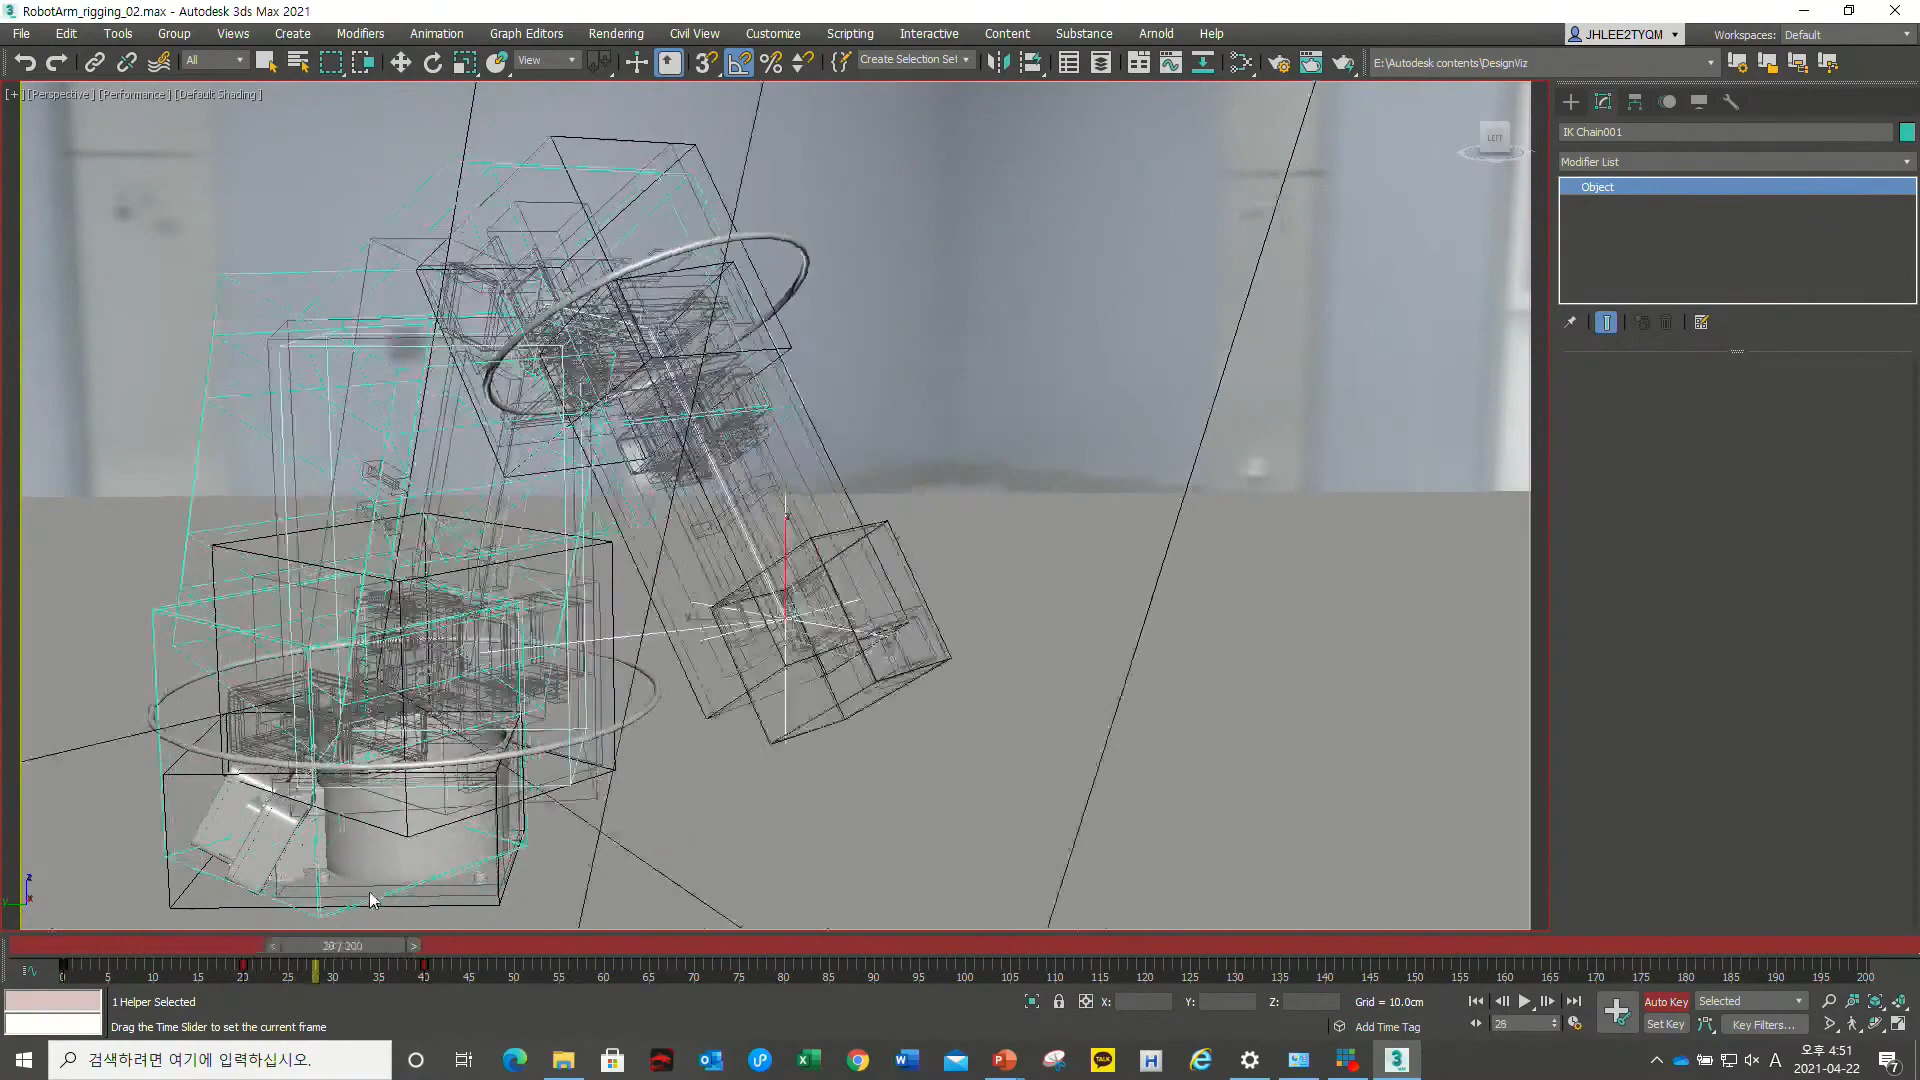 RobotArm_rigging_02.max - Autodesk 3ds Max 2021
File Edit Tools Group Views Create Modifiers Animation Graph Editors Rendering Civil View Customize Scripting Interactive Content Substance Arnold Help
JHLEE2TYQM Workspaces: Default
All View Create Selection Set E:\Autodesk contents\DesignViz
[+] [Perspective] [Performance] [Default Shading]
LEFT
IK Chain001
Modifier List
Object
z
y x
< / 200 >
0 5 10 15 20 25 30 35 40 45 50 55 60 65 70 75 80 85 90 95 100 105 110 115 120 125 130 135 140 145 150 155 160 165 170 175 180 185 190 195 200
1 Helper Selected X: Y: Z: Grid = 10.0cm Auto Key Selected
Drag the Time Slider to set the current frame Add Time Tag 26 Set Key Key Filters...
검색하려면 여기에 입력하십시오. TALK A 오후 4:51
2021-04-22 7